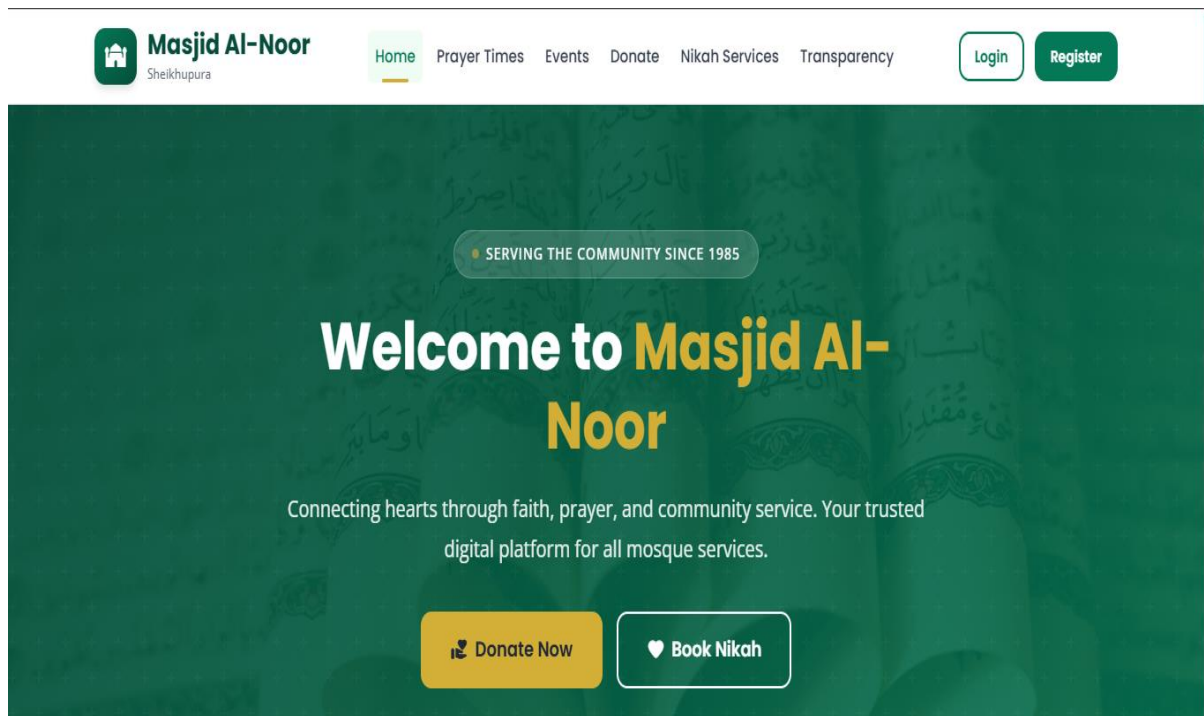 Masjid Al-Noor
Sheikhupura
Home Prayer Times Events Donate Nikah Services Transparency
Login Register
SERVING THE COMMUNITY SINCE 1985
Welcome to Masjid Al-
Noor
Connecting hearts through faith, prayer, and community service. Your trusted
digital platform for all mosque services.
Donate Now Book Nikah